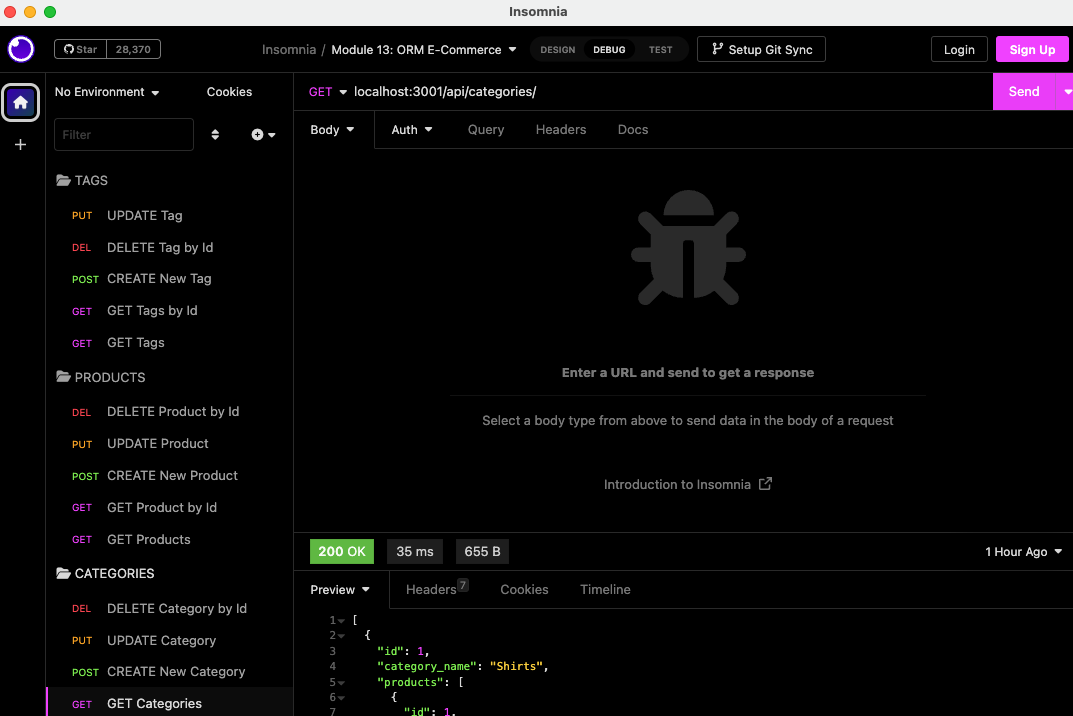 Insomnia
Star 28,370
Insomnia / Module 13: ORM E-Commerce
DESIGN DEBUG TEST
Setup Git Sync
Login
Sign Up
No Environment
Cookies
Filter
TAGS
PUT UPDATE Tag
DEL DELETE Tag by Id
POST CREATE New Tag
GET GET Tags by Id
GET GET Tags
PRODUCTS
DEL DELETE Product by Id
PUT UPDATE Product
POST CREATE New Product
GET GET Product by Id
GET GET Products
CATEGORIES
DEL DELETE Category by Id
PUT UPDATE Category
POST CREATE New Category
GET GET Categories
GET localhost:3001/api/categories/
Send
Body Auth Query Headers Docs
Enter a URL and send to get a response
Select a body type from above to send data in the body of a request
Introduction to Insomnia
200 OK 35 ms 655 B
1 Hour Ago
Preview Headers 7 Cookies Timeline
1 [
2 {
3 "id": 1,
4 "category_name": "Shirts",
5 "products": [
6 {
7 "id": 1,